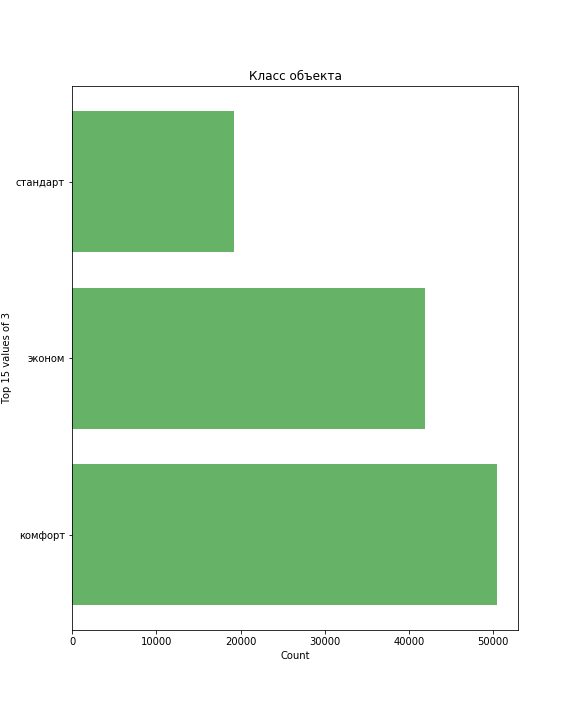 Класс объекта
Top 15 values of 3
стандарт
эконом
комфорт
0 10000 20000 30000 40000 50000
Count